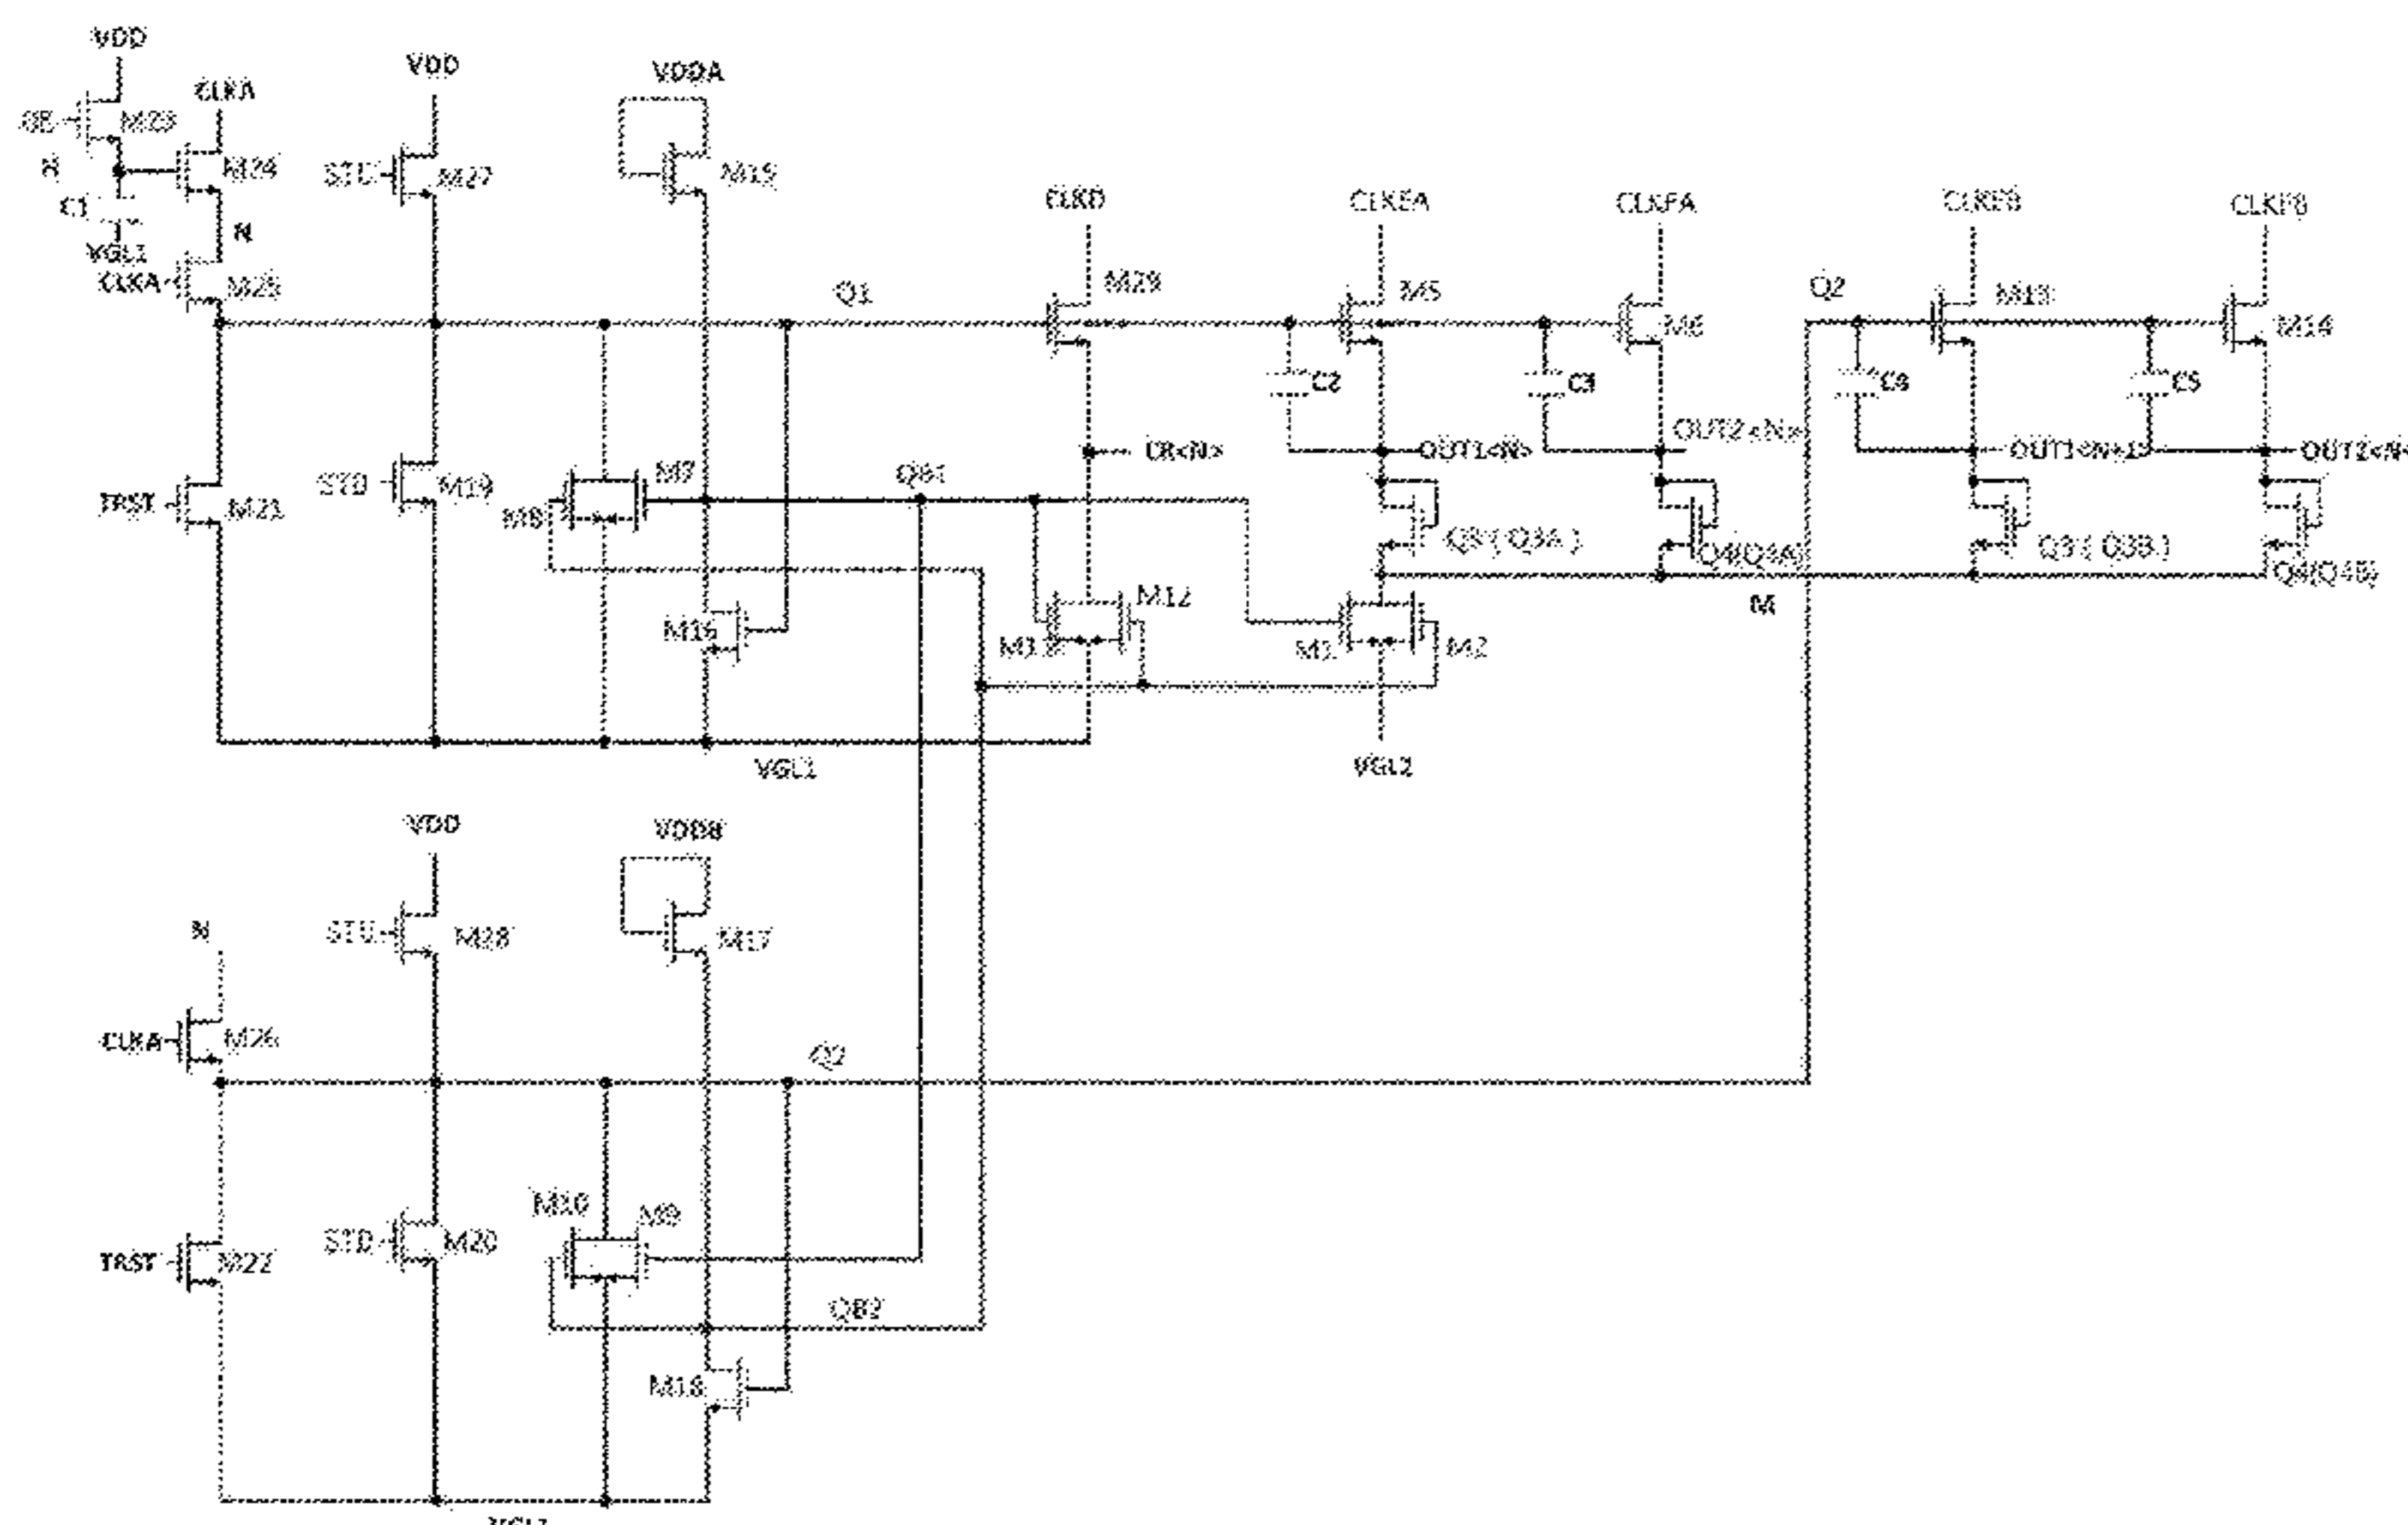 VDD
VDD
VDDA
CLKA
M23
M24
STU
M27
M15
C1
N
VGL1
CLKA
M25
CLKD
CLKEA
CLKFA
CLKEB
CLKFB
Q1
M29
M5
M6
Q2
M14
C2
C3
C4
C5
CR<N>
OUT1<N>
OUT2<N>
OUT1<N+1>
TRST
M21
STD
M19
M8
M7
QB1
Q4(Q4B)
M16
M12
M1
M2
M
VGL1
VGL2
VDD
VDDB
N
STU
M28
M17
CLKA
M26
Q2
TRST
M22
STD
M20
M10
M9
QB2
M18